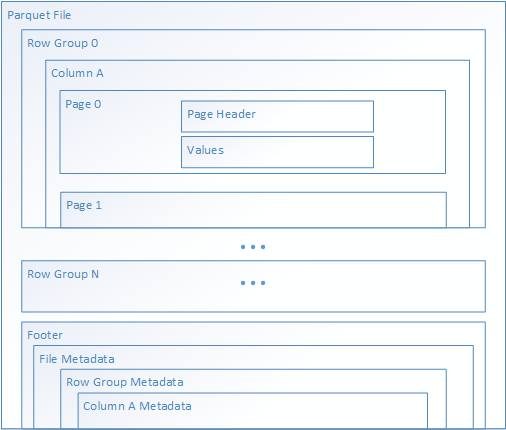 Parquet File
Row Group 0
Column A
Page 0
Page Header
Values
Page 1
Row Group N
Footer
File Metadata
Row Group Metadata
Column A Metadata